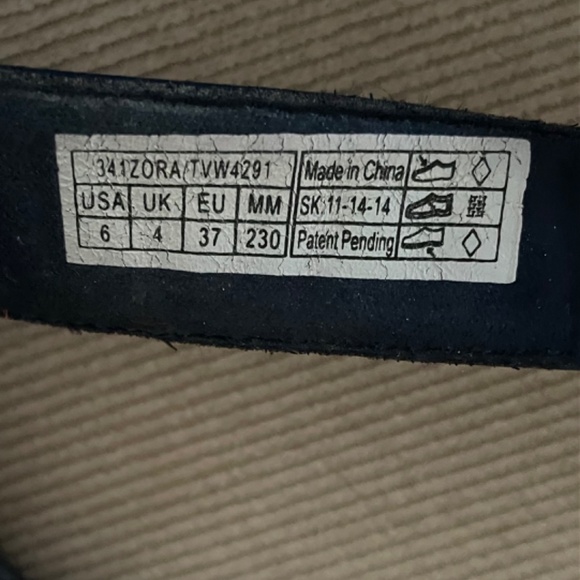 341ZORA/TVW4291
USA UK EU MM
6 4 37 230
Made in China
SK.11-14-14
Patent Pending